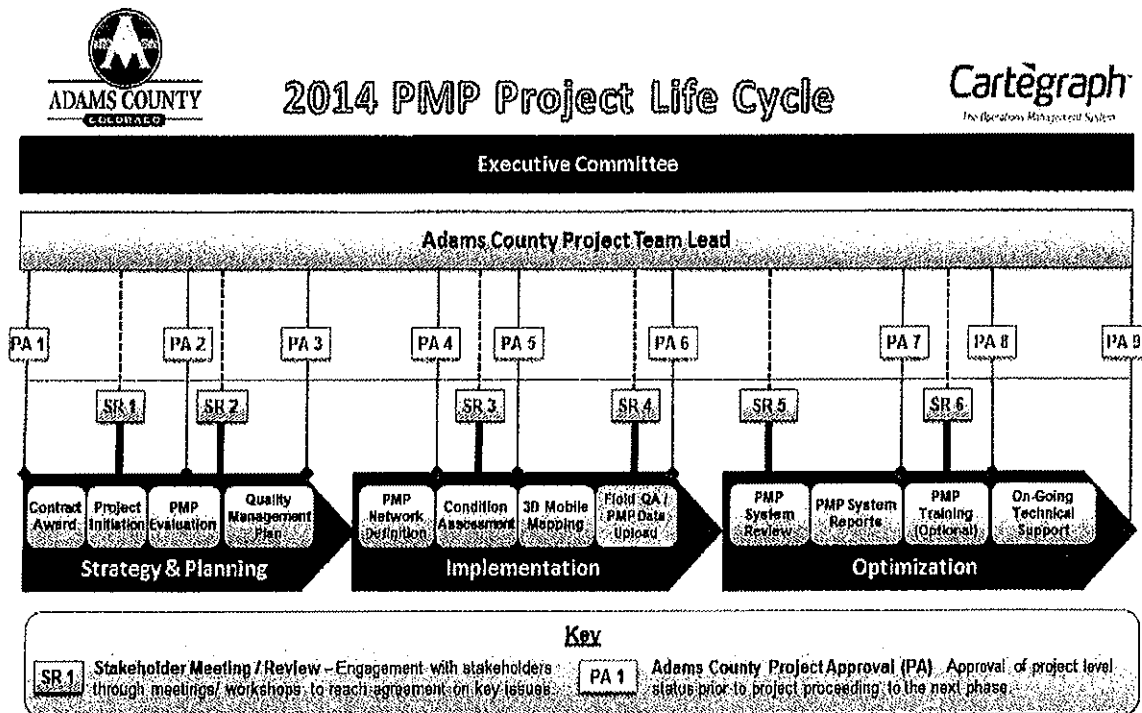 ADAMS COUNTY
COLORADO
2014 PMP Project Life Cycle
Cartêgraph
The Operations Management System
Executive Committee
Adams County Project Team Lead
PA 1
PA 2
PA 3
PA 4
PA 5
PA 6
PA 7
PA 8
PA 9
SR 1
SR 2
SR 3
SR 4
SR 5
SR 6
Contract
Award
Project
Initiation
PMP
Evaluation
Quality
Management
Plan
Strategy & Planning
PMP
Network
Definition
Condition
Assessment
3D Mobile
Mapping
Field QA /
PMP Data
Upload
Implementation
PMP
System
Review
PMP System
Reports
PMP
Training
(Optional)
On-Going
Technical
Support
Optimization
Key
SR 1
Stakeholder Meeting / Review – Engagement with stakeholders
through meetings/ workshops to reach agreement on key issues.
PA 1
Adams County Project Approval (PA) Approval of project level
status prior to project proceeding to the next phase.